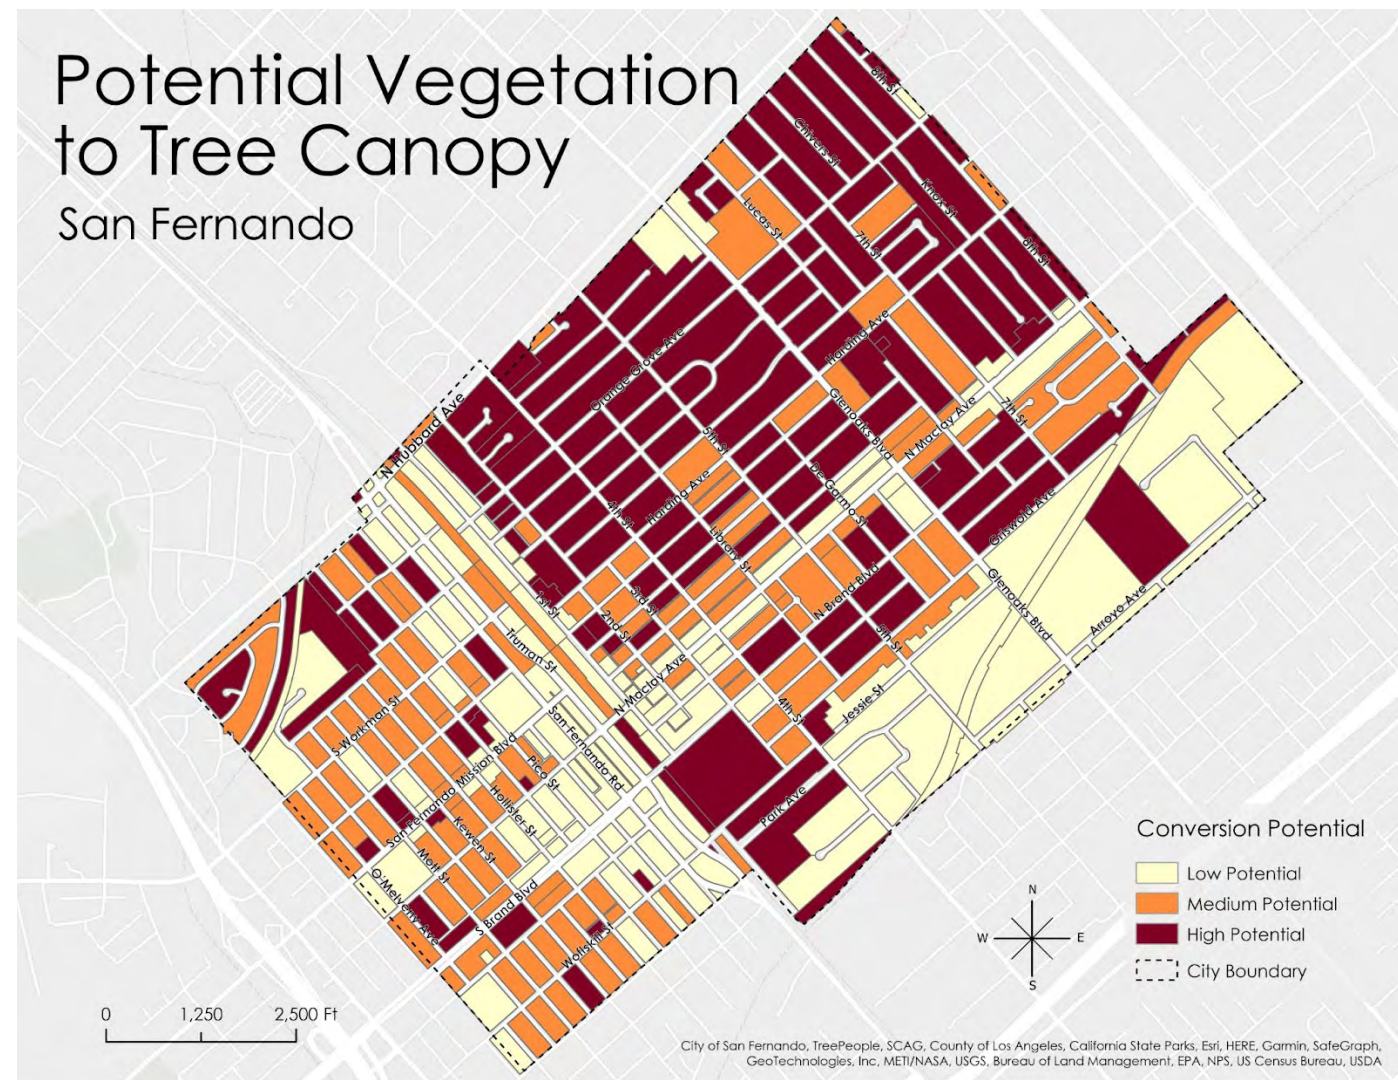 Potential Vegetation
to Tree Canopy
San Fernando
8th St
Chivers St
Knox St
Lucas St
7th St
8th St
Harding Ave
Orange Grove Ave
N Hubbard Ave
Glenoaks Blvd
N Maclay Ave
7th St
5th St
De Garmo St
Harding Ave
4th St
Library St
Griswold Ave
Glenoaks Blvd
Arroyo Ave
N Brand Blvd
5th St
1st St
3rd St
2nd St
Truman St
N Maclay Ave
4th St
Jessie St
S Workman St
San Fernando Rd
San Fernando Mission Blvd
Pico St
Hollister St
Park Ave
Kewen St
Mott St
O'Melveny Ave
S Brand Blvd
Wolfskill St
Conversion Potential
Low Potential
Medium Potential
High Potential
City Boundary
N
W
E
S
0
1,250
2,500 Ft
City of San Fernando, TreePeople, SCAG, County of Los Angeles, California State Parks, Esri, HERE, Garmin, SafeGraph,
GeoTechnologies, Inc, METI/NASA, USGS, Bureau of Land Management, EPA, NPS, US Census Bureau, USDA